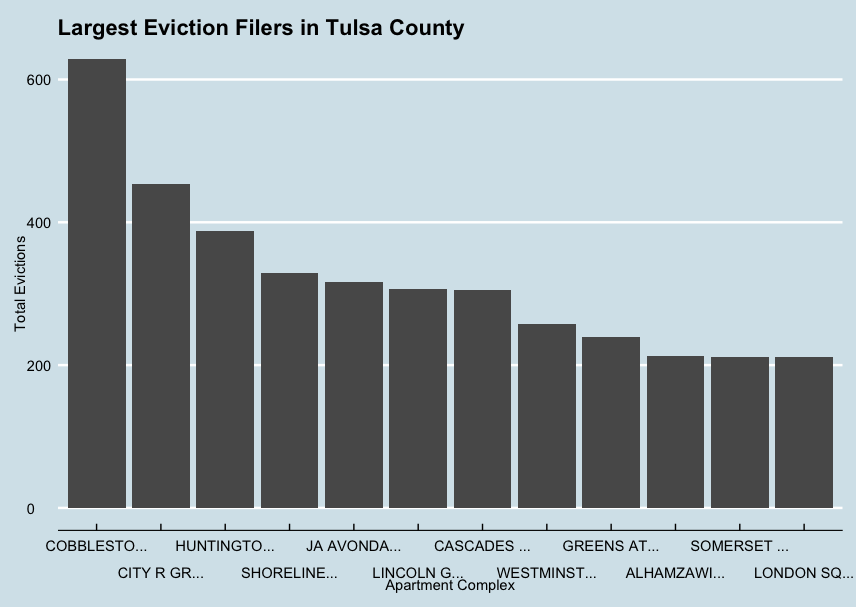 Largest Eviction Filers in Tulsa County
Total Evictions
600
400
200
0
COBBLESTO... HUNTINGTO... JA AVONDA... CASCADES ... GREENS AT... SOMERSET ...
CITY R GR... SHORELINE... LINCOLN G... WESTMINST... ALHAMZAWI... LONDON SQ...
Apartment Complex